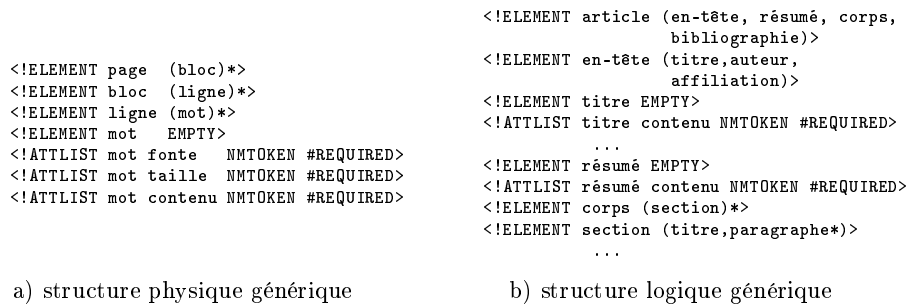 <!ELEMENT page  (bloc)*>
<!ELEMENT bloc  (ligne)*>
<!ELEMENT ligne (mot)*>
<!ELEMENT mot   EMPTY>
<!ATTLIST mot fonte   NMTOKEN #REQUIRED>
<!ATTLIST mot taille  NMTOKEN #REQUIRED>
<!ATTLIST mot contenu NMTOKEN #REQUIRED>
a) structure physique générique
<!ELEMENT article (en-tête, résumé, corps,
bibliographie)>
<!ELEMENT en-tête (titre,auteur,
affiliation)>
<!ELEMENT titre EMPTY>
<!ATTLIST titre contenu NMTOKEN #REQUIRED>
...
<!ELEMENT résumé EMPTY>
<!ATTLIST résumé contenu NMTOKEN #REQUIRED>
<!ELEMENT corps (section)*>
<!ELEMENT section (titre,paragraphe*)>
...
b) structure logique générique